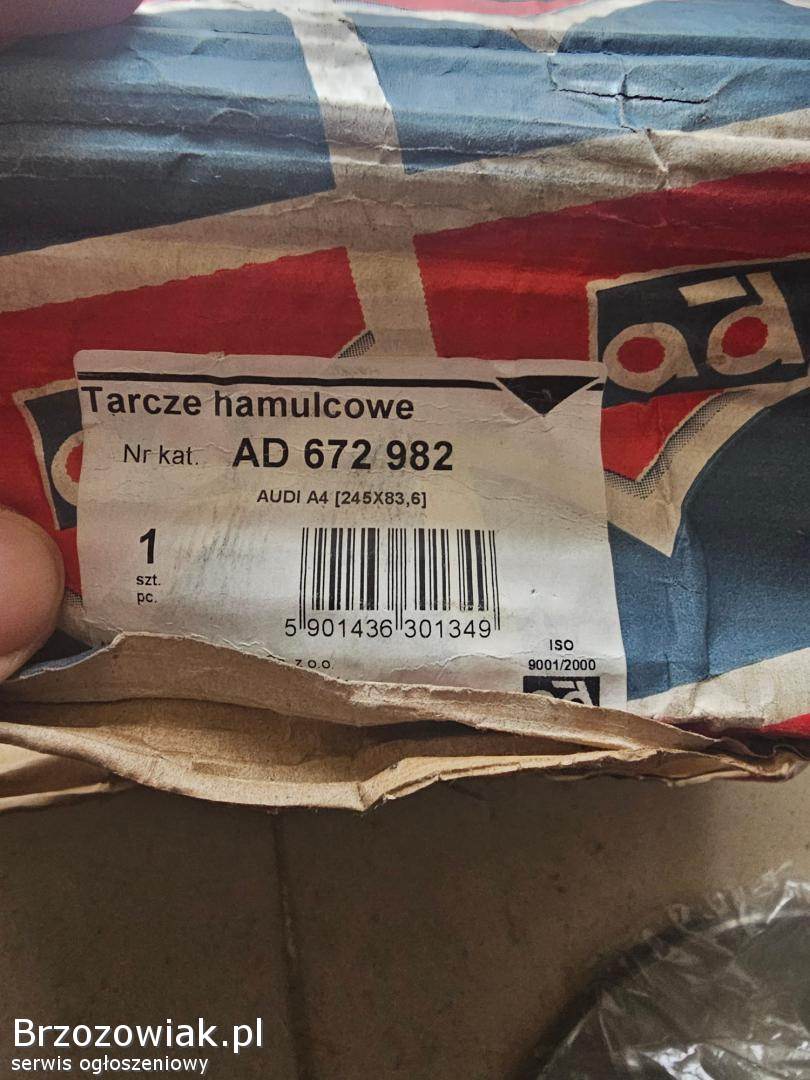 ad
Tarcze hamulcowe
Nr kat. AD 672 982
AUDI A4 [245X83,6]
1
szt.
pc.
5 901436 301349
z o.o.
ISO
9001/2000
Brzozowiak.pl
serwis ogłoszeniowy